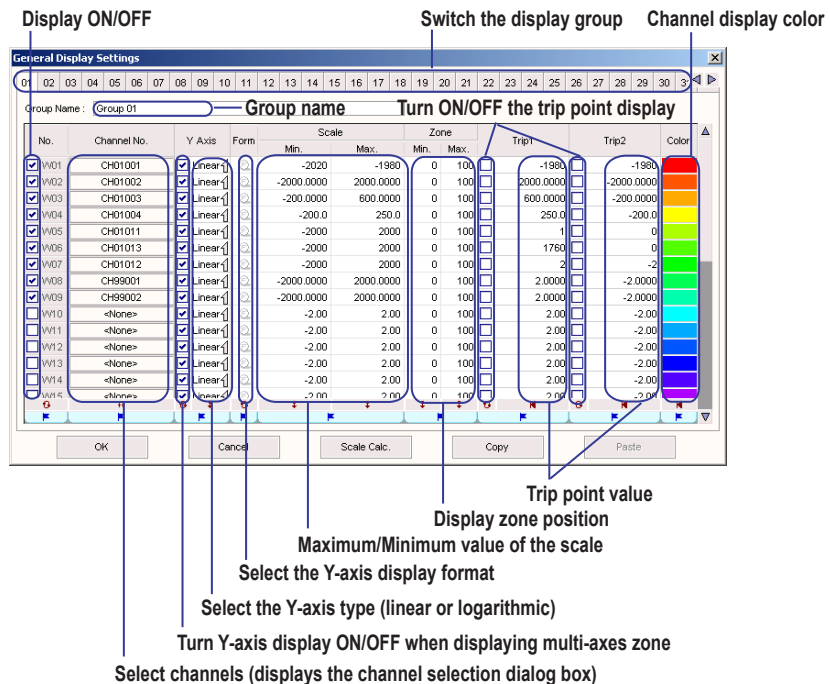 Display ON/OFF Switch the display group Channel display color
General Display Settings
01 02 03 04 05 06 07 08 09 10 11 12 13 14 15 16 17 18 19 20 21 22 23 24 25 26 27 28 29 30
Group Name : Group 01 Group name Turn ON/OFF the trip point display
No. Channel No. Y Axis Form Scale Zone Trip1 Trip2 Color
Min. Max. Min. Max.
W01 CH01001 Linear -2020 -1980 0 100 -1980 -1980
W02 CH01002 Linear -2000.0000 2000.0000 0 100 2000.0000 -2000.0000
W03 CH01003 Linear -200.0000 600.0000 0 100 600.0000 -200.0000
W04 CH01004 Linear -200.0 250.0 0 100 250.0 -200.0
W05 CH01011 Linear -2000 2000 0 100 1 0
W06 CH01013 Linear -2000 2000 0 100 1760 0
W07 CH01012 Linear -2000 2000 0 100 2 -2
W08 CH99001 Linear -2000.0000 2000.0000 0 100 2.0000 -2.0000
W09 CH99002 Linear -2000.0000 2000.0000 0 100 2.0000 -2.0000
W10 <None> Linear -2.00 2.00 0 100 2.00 -2.00
W11 <None> Linear -2.00 2.00 0 100 2.00 -2.00
W12 <None> Linear -2.00 2.00 0 100 2.00 -2.00
W13 <None> Linear -2.00 2.00 0 100 2.00 -2.00
W14 <None> Linear -2.00 2.00 0 100 2.00 -2.00
W15 <None> Linear -2.00 2.00 0 100 2.00 -2.00
OK Cancel Scale Calc. Copy Paste
Trip point value
Display zone position
Maximum/Minimum value of the scale
Select the Y-axis display format
Select the Y-axis type (linear or logarithmic)
Turn Y-axis display ON/OFF when displaying multi-axes zone
Select channels (displays the channel selection dialog box)